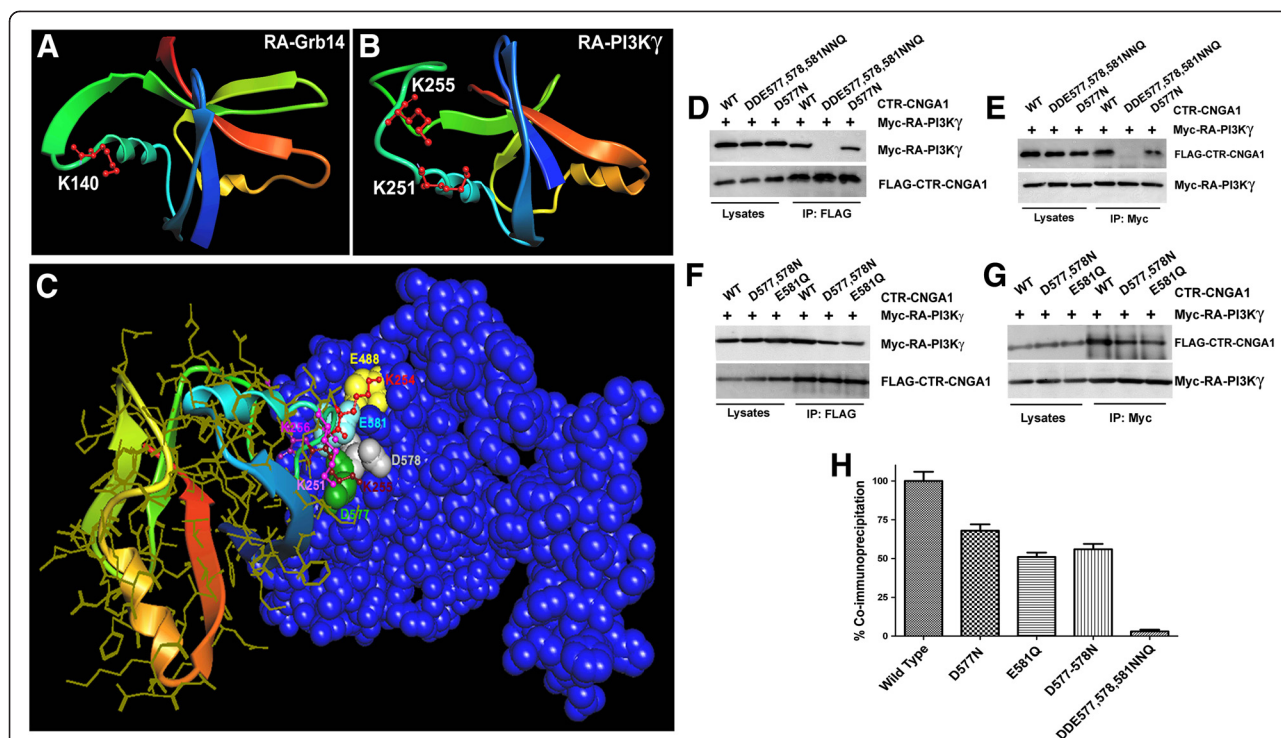 A
RA-Grb14
K140
B
RA-PI3Kγ
K255
K251
C
E488
K254
E581
K256
D578
K251
K255
D577
D
WT
DDE577,578,581NNQ
D577N
WT
DDE577,578,581NNQ
D577N
CTR-CNGA1
+ + + + + +
Myc-RA-PI3Kγ
Myc-RA-PI3Kγ
FLAG-CTR-CNGA1
Lysates
IP: FLAG
E
WT
DDE577,578,581NNQ
D577N
WT
DDE577,578,581NNQ
D577N
CTR-CNGA1
+ + + + + +
Myc-RA-PI3Kγ
FLAG-CTR-CNGA1
Myc-RA-PI3Kγ
Lysates
IP: Myc
F
WT
D577,578N
E581Q
WT
D577,578N
E581Q
CTR-CNGA1
+ + + + + +
Myc-RA-PI3Kγ
Myc-RA-PI3Kγ
FLAG-CTR-CNGA1
Lysates
IP: FLAG
G
WT
D577,578N
E581Q
WT
D577,578N
E581Q
CTR-CNGA1
+ + + + + +
Myc-RA-PI3Kγ
FLAG-CTR-CNGA1
Myc-RA-PI3Kγ
Lysates
IP: Myc
H
% Co-immunoprecipitation
100
75
50
25
0
Wild Type
D577N
E581Q
D577-578N
DDE577,578,581NNQ